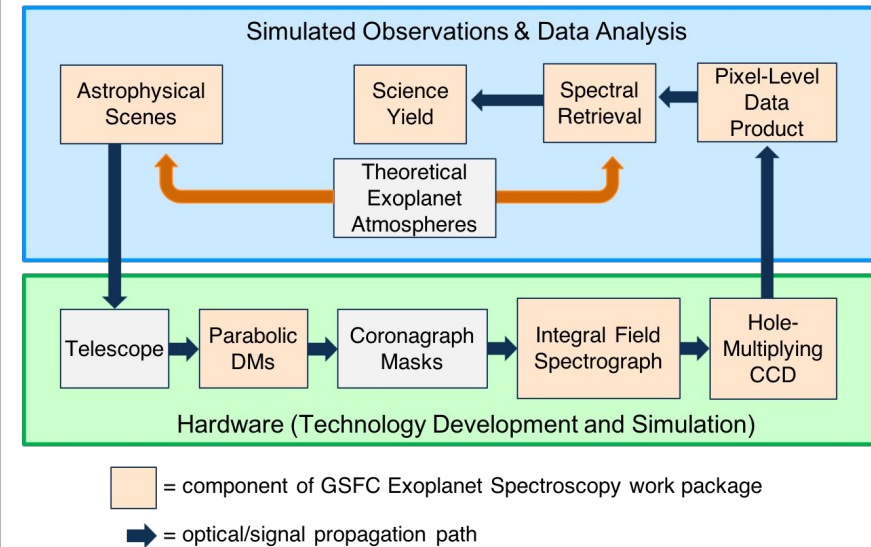 Simulated Observations & Data Analysis
Astrophysical
Scenes
Science
Yield
Spectral
Retrieval
Pixel-Level
Data
Product
Theoretical
Exoplanet
Atmospheres
Telescope
Parabolic
DMs
Coronagraph
Masks
Integral Field
Spectrograph
Hole-
Multiplying
CCD
Hardware (Technology Development and Simulation)
= component of GSFC Exoplanet Spectroscopy work package
= optical/signal propagation path